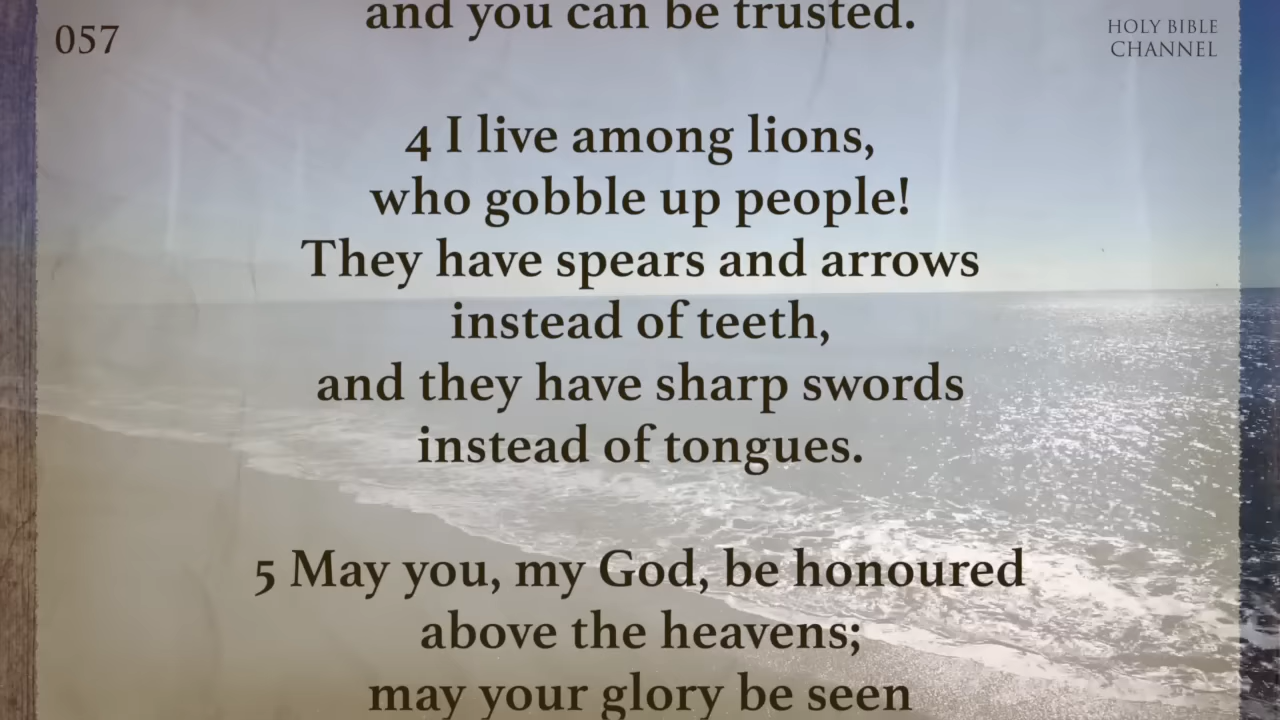 and you can be trusted.
057
HOLY BIBLE
CHANNEL
4 I live among lions,
who gobble up people!
They have spears and arrows
instead of teeth,
and they have sharp swords
instead of tongues.
5 May you, my God, be honoured
above the heavens;
may your glory be seen